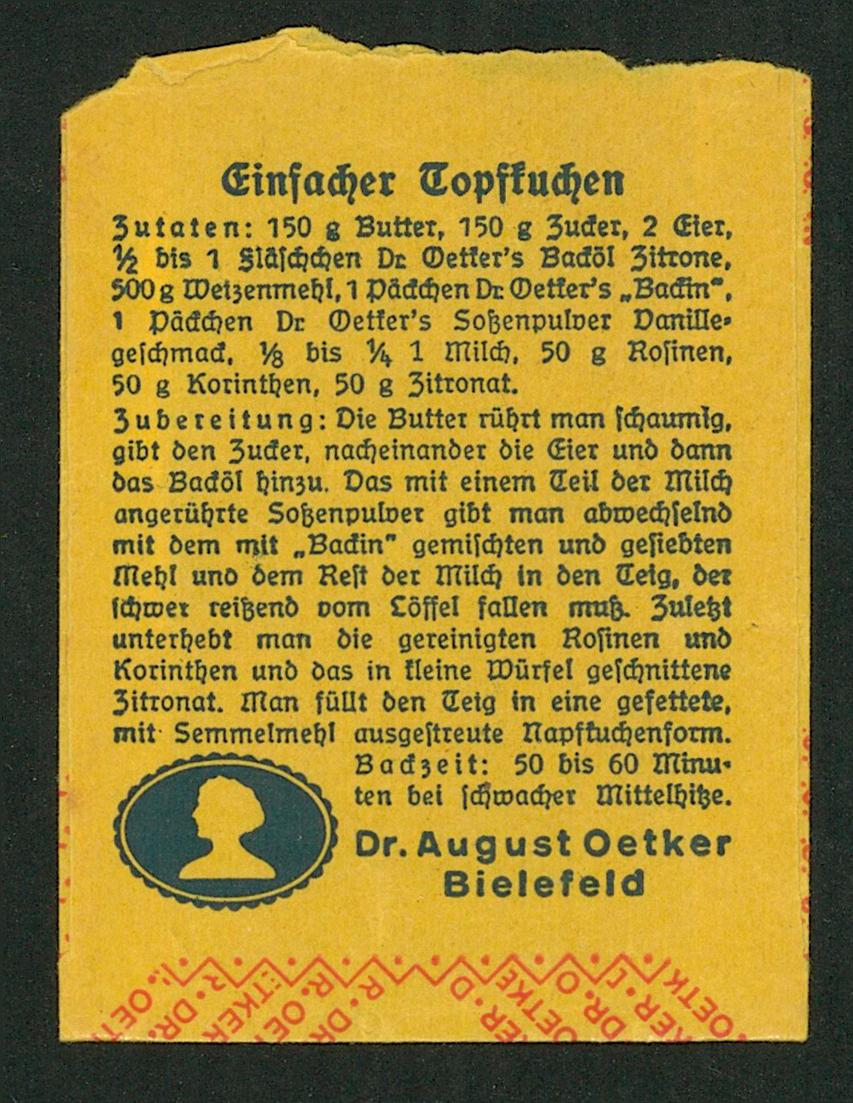 Einfacher Topfkuchen
Zutaten: 150 g Butter, 150 g Zucker, 2 Eier,
½ bis 1 Fläschchen Dr. Oetker's Backöl Zitrone,
500 g Weizenmehl, 1 Päckchen Dr. Oetker's „Backin",
1 Päckchen Dr. Oetker's Soßenpulver Vanille-
geschmack, ⅛ bis ¼ l Milch, 50 g Rosinen,
50 g Korinthen, 50 g Zitronat.
Zubereitung: Die Butter rührt man schaumig,
gibt den Zucker, nacheinander die Eier und dann
das Backöl hinzu. Das mit einem Teil der Milch
angerührte Soßenpulver gibt man abwechselnd
mit dem mit „Backin" gemischten und gesiebten
Mehl und dem Rest der Milch in den Teig, der
schwer reißend vom Löffel fallen muß. Zuletzt
unterhebt man die gereinigten Rosinen und
Korinthen und das in kleine Würfel geschnittene
Zitronat. Man füllt den Teig in eine gefettete,
mit Semmelmehl ausgestreute Napfkuchenform.
Backzeit: 50 bis 60 Minu-
ten bei schwacher Mittelhitze.
Dr. August Oetker
Bielefeld